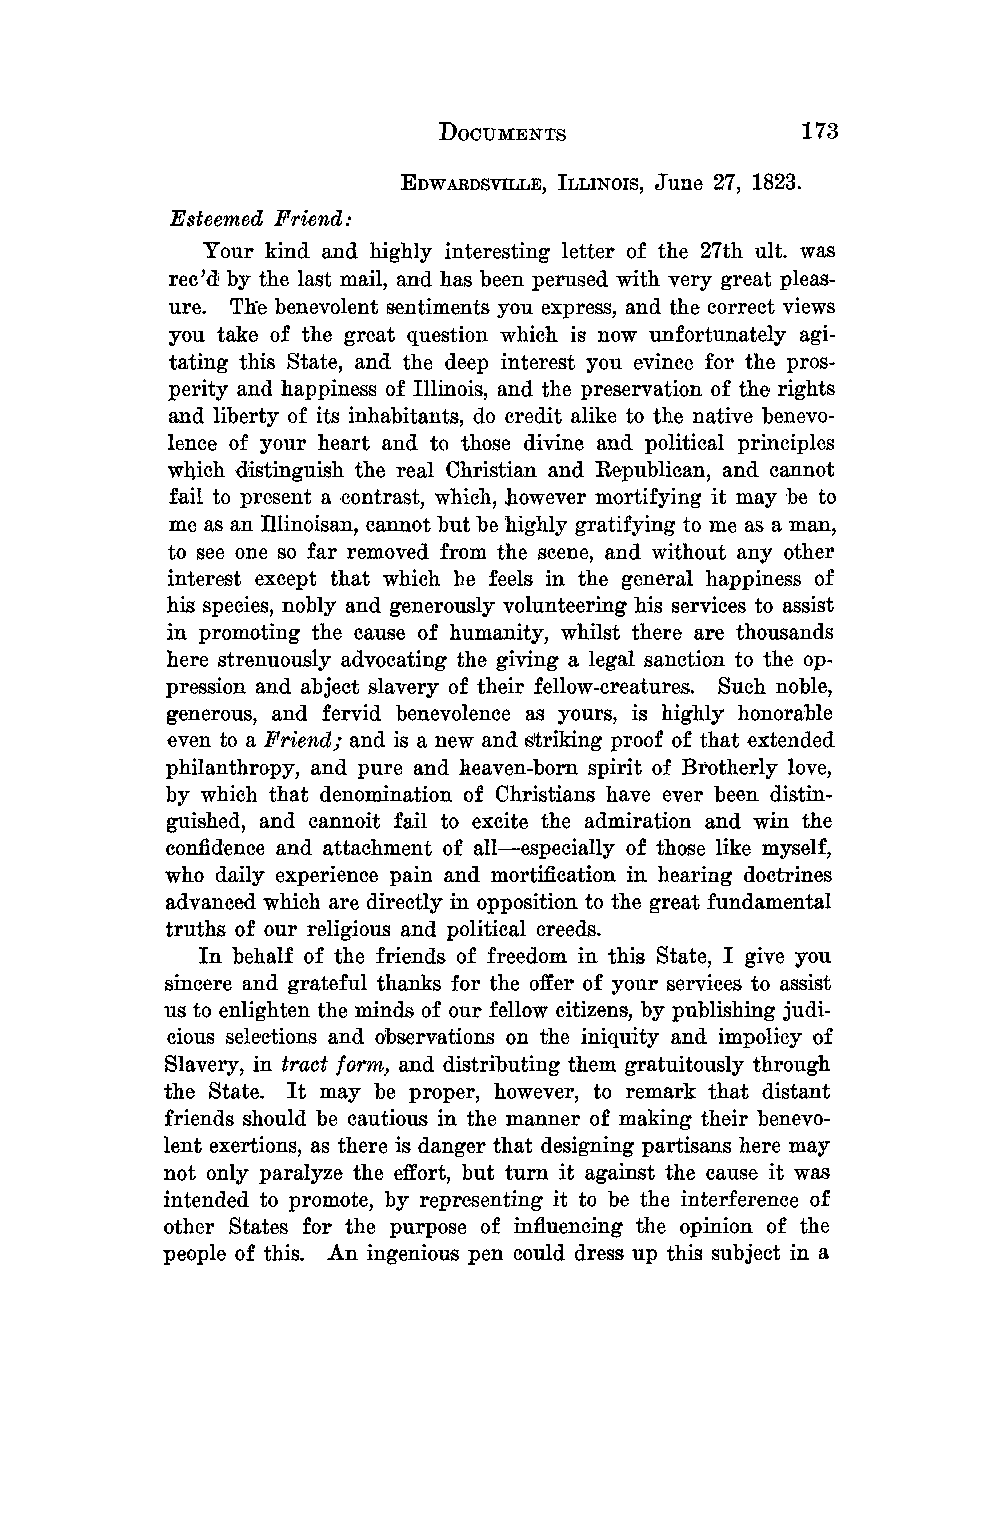 DOCUMENTS 173
EDWARDSVILLE, ILLINOIS, June 27, 1823.
Esteemed Friend:
Your kind and highly interesting letter of the 27th ult. was
rec'd by the last mail, and has been perused with very great pleas-
ure. The benevolent sentiments you express, and the correct views
you take of the great question which is now unfortunately agi-
tating this State, and the deep interest you evince for the pros-
perity and happiness of Illinois, and the preservation of the rights
and liberty of its inhabitants, do credit alike to the native benevo-
lence of your heart and to those divine and political principles
which distinguish the real Christian and Republican, and cannot
fail to present a contrast, which, however mortifying it may be to
me as an Illinoisan, cannot but be highly gratifying to me as a man,
to see one so far removed from the scene, and without any other
interest except that which he feels in the general happiness of
his species, nobly and generously volunteering his services to assist
in promoting the cause of humanity, whilst there are thousands
here strenuously advocating the giving a legal sanction to the op-
pression and abject slavery of their fellow-creatures. Such noble,
generous, and fervid benevolence as yours, is highly honorable
even to a Friend; and is a new and striking proof of that extended
philanthropy, and pure and heaven-born spirit of Brotherly love,
by which that denomination of Christians have ever been distin-
guished, and cannoit fail to excite the admiration and win the
confidence and attachment of all—especially of those like myself,
who daily experience pain and mortification in hearing doctrines
advanced which are directly in opposition to the great fundamental
truths of our religious and political creeds.
In behalf of the friends of freedom in this State, I give you
sincere and grateful thanks for the offer of your services to assist
us to enlighten the minds of our fellow citizens, by publishing judi-
cious selections and observations on the iniquity and impolicy of
Slavery, in tract form, and distributing them gratuitously through
the State. It may be proper, however, to remark that distant
friends should be cautious in the manner of making their benevo-
lent exertions, as there is danger that designing partisans here may
not only paralyze the effort, but turn it against the cause it was
intended to promote, by representing it to be the interference of
other States for the purpose of influencing the opinion of the
people of this. An ingenious pen could dress up this subject in a